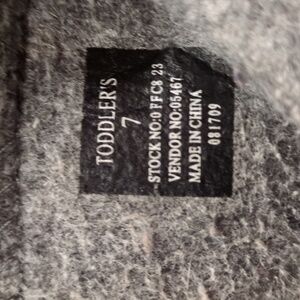 TODDLER'S
7
STOCK NO:0 FFC8 23
VENDOR NO:05467
MADE IN CHINA
081709